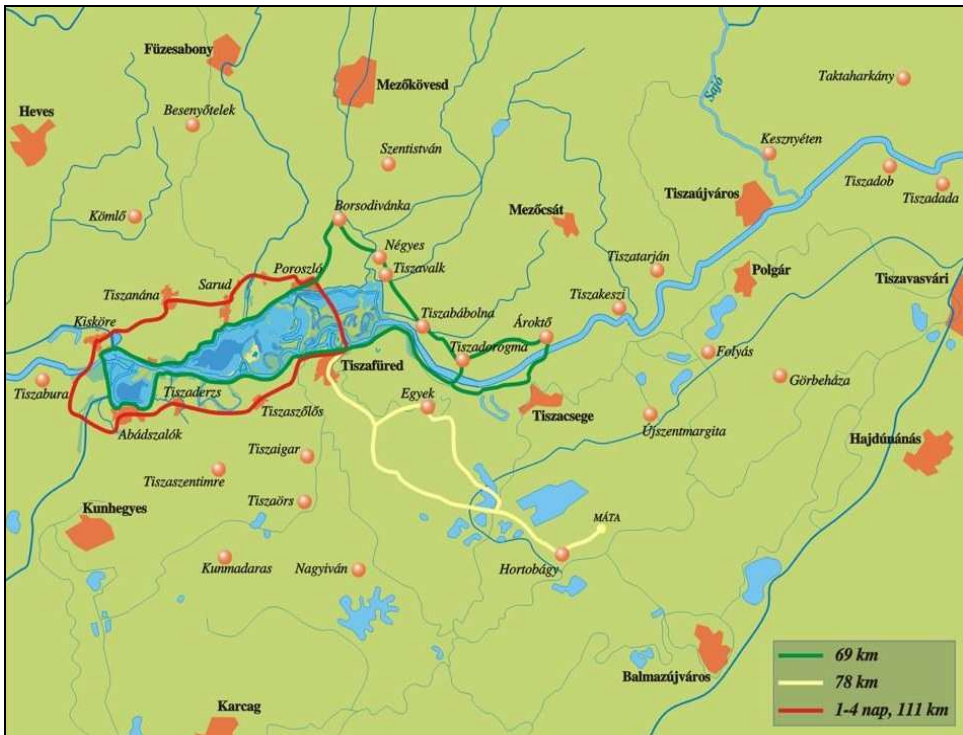 Füzesabony
Mezőkövesd
Taktaharkány
Sajó
Heves
Besenyőtelek
Szentistván
Kesznyéten
Tiszadob
Tiszadada
Tiszaújváros
Kömlő
Borsodivánka
Mezőcsát
Négyes
Tiszavalk
Tiszatarján
Polgár
Tiszavasvári
Poroszló
Sarud
Tiszanána
Tiszakeszi
Kisköre
Tiszabábolna
Ároktő
Tiszadorogma
Folyás
Tiszafüred
Görbeháza
Tiszabura
Tiszaderzs
Tiszaszőlős
Egyek
Tiszacsege
Abádszalók
Újszentmargita
Hajdúnánás
Tiszaigar
Tiszaszentimre
Tiszaörs
Kunhegyes
MÁTA
Kunmadaras
Nagyiván
Hortobágy
Balmazújváros
Karcag
69 km
78 km
1-4 nap, 111 km